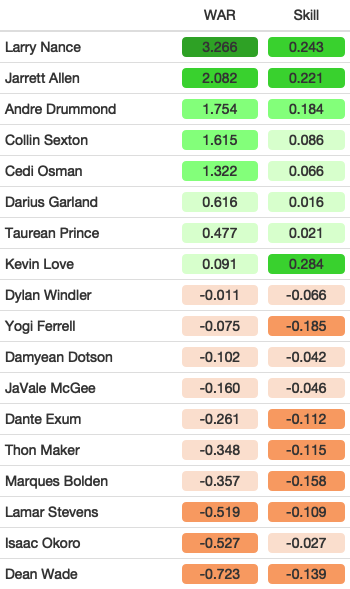 WAR Skill
Larry Nance 3.266 0.243
Jarrett Allen 2.082 0.221
Andre Drummond 1.754 0.184
Collin Sexton 1.615 0.086
Cedi Osman 1.322 0.066
Darius Garland 0.616 0.016
Taurean Prince 0.477 0.021
Kevin Love 0.091 0.284
Dylan Windler -0.011 -0.066
Yogi Ferrell -0.075 -0.185
Damyean Dotson -0.102 -0.042
JaVale McGee -0.160 -0.046
Dante Exum -0.261 -0.112
Thon Maker -0.348 -0.115
Marques Bolden -0.357 -0.158
Lamar Stevens -0.519 -0.109
Isaac Okoro -0.527 -0.027
Dean Wade -0.723 -0.139